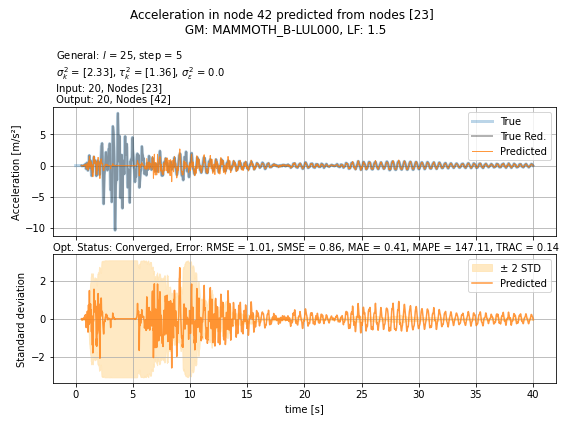 Acceleration in node 42 predicted from nodes [23]
GM: MAMMOTH_B-LUL000, LF: 1.5
General: l = 25, step = 5
σ²ₖ = [2.33], τ²ₖ = [1.36], σ²ε = 0.0
Input: 20, Nodes [23]
Output: 20, Nodes [42]
True
True Red.
Predicted
Acceleration [m/s²]
5
0
−5
−10
Opt. Status: Converged, Error: RMSE = 1.01, SMSE = 0.86, MAE = 0.41, MAPE = 147.11, TRAC = 0.14
± 2 STD
Predicted
Standard deviation
2
0
−2
0 5 10 15 20 25 30 35 40
time [s]